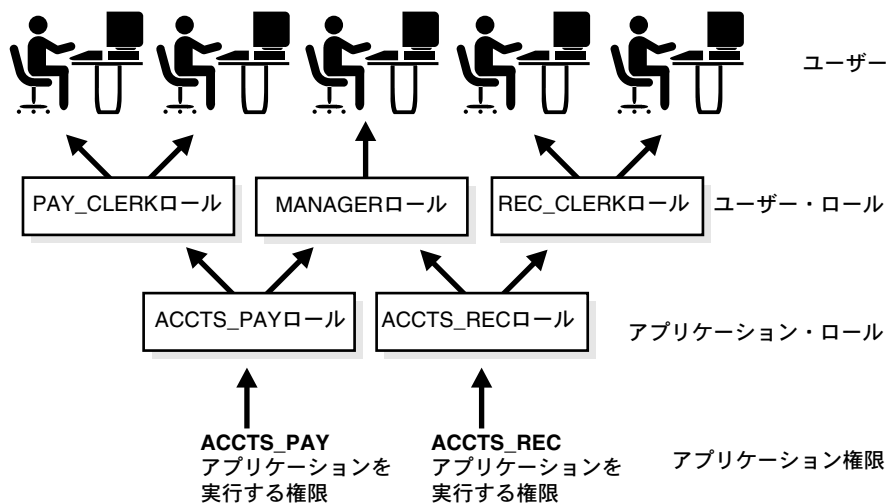 ユーザー
PAY_CLERKロール
MANAGERロール
REC_CLERKロール
ユーザー・ロール
ACCTS_PAYロール
ACCTS_RECロール
アプリケーション・ロール
ACCTS_PAY
アプリケーションを
実行する権限
ACCTS_REC
アプリケーションを
実行する権限
アプリケーション権限